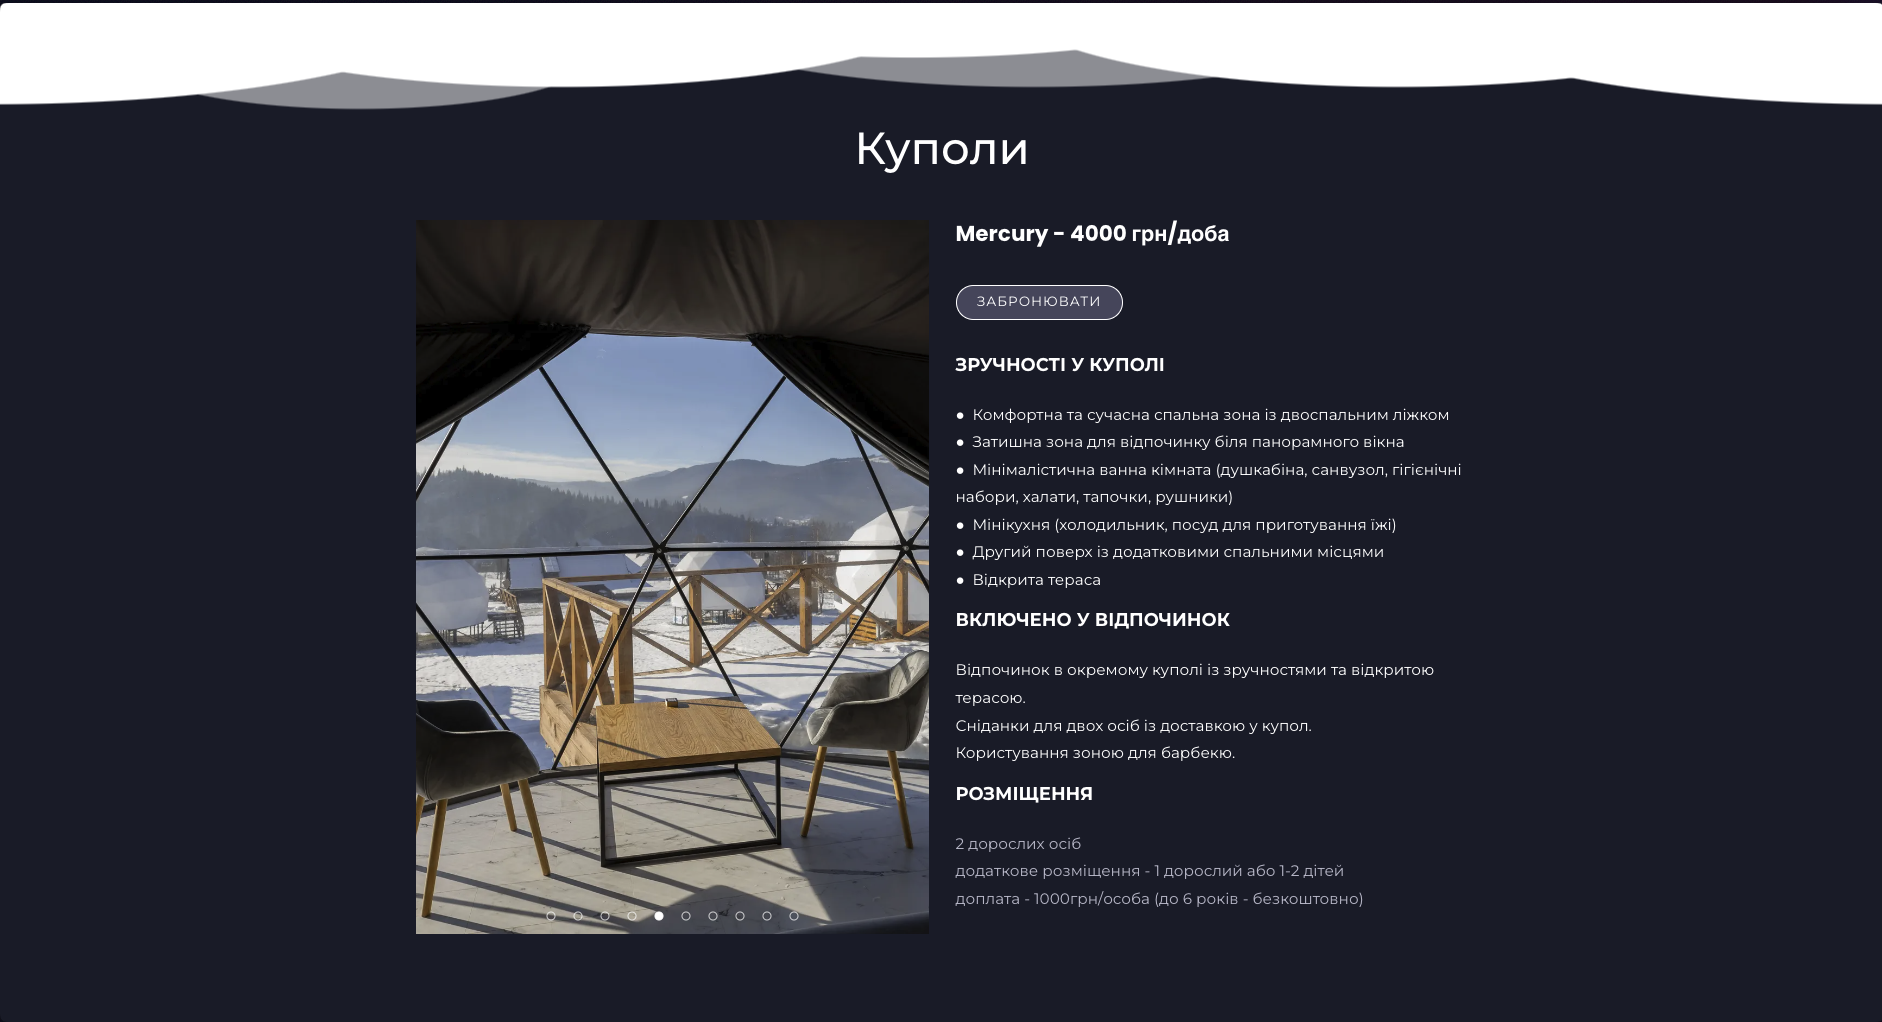 Куполи
Mercury - 4000 грн/доба
ЗАБРОНЮВАТИ
ЗРУЧНОСТІ У КУПОЛІ
● Комфортна та сучасна спальна зона із двоспальним ліжком
● Затишна зона для відпочинку біля панорамного вікна
● Мінімалістична ванна кімната (душкабіна, санвузол, гігієнічні
набори, халати, тапочки, рушники)
● Мінікухня (холодильник, посуд для приготування їжі)
● Другий поверх із додатковими спальними місцями
● Відкрита тераса
ВКЛЮЧЕНО У ВІДПОЧИНОК
Відпочинок в окремому куполі із зручностями та відкритою
терасою.
Сніданки для двох осіб із доставкою у купол.
Користування зоною для барбекю.
РОЗМІЩЕННЯ
2 дорослих осіб
додаткове розміщення - 1 дорослий або 1-2 дітей
доплата - 1000грн/особа (до 6 років - безкоштовно)